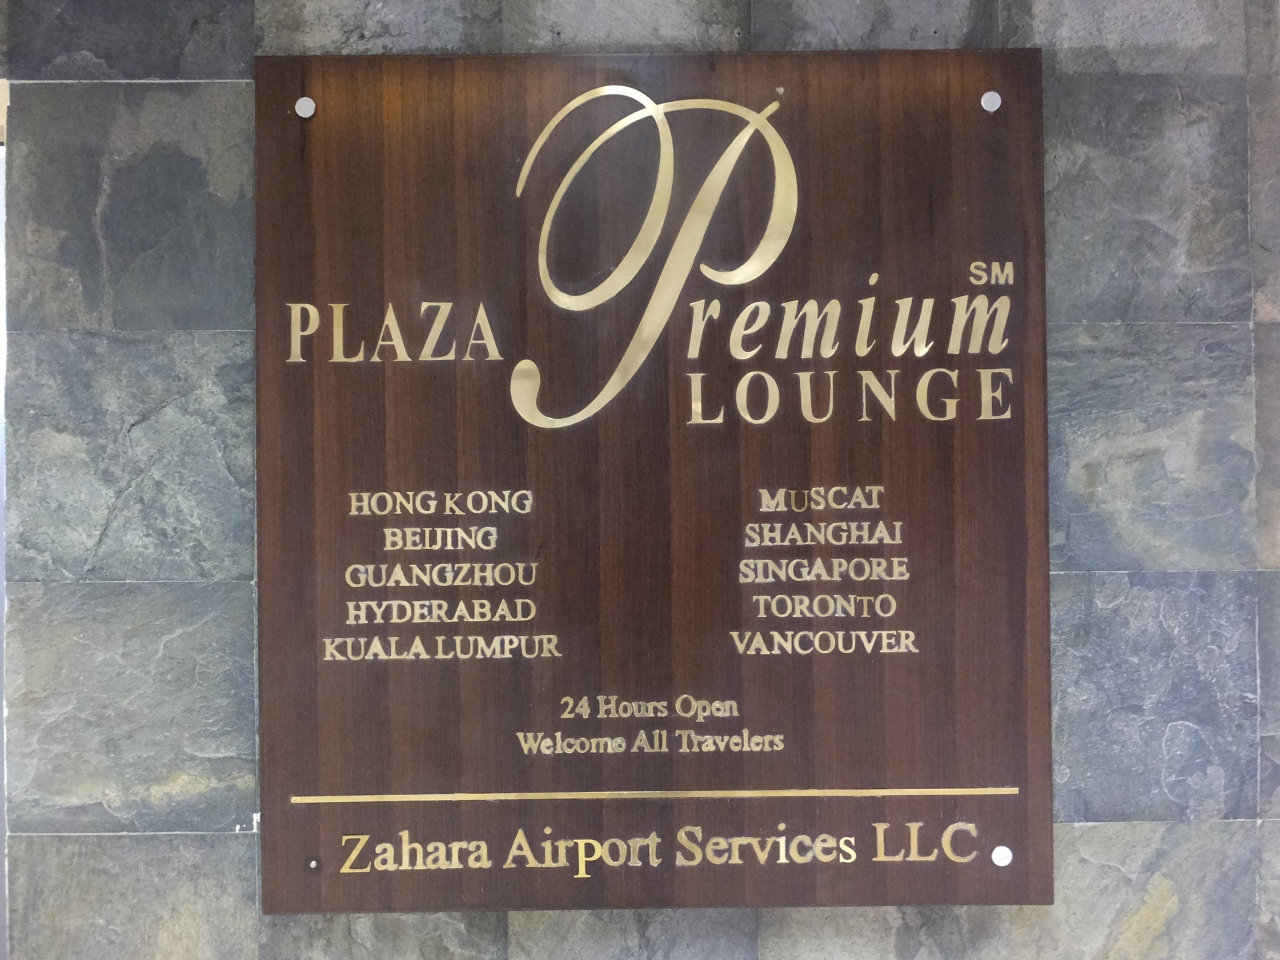 PLAZA Premium SM
LOUNGE
HONG KONG
BEIJING
GUANGZHOU
HYDERABAD
KUALA LUMPUR
MUSCAT
SHANGHAI
SINGAPORE
TORONTO
VANCOUVER
24 Hours Open
Welcome All Travelers
Zahara Airport Services LLC